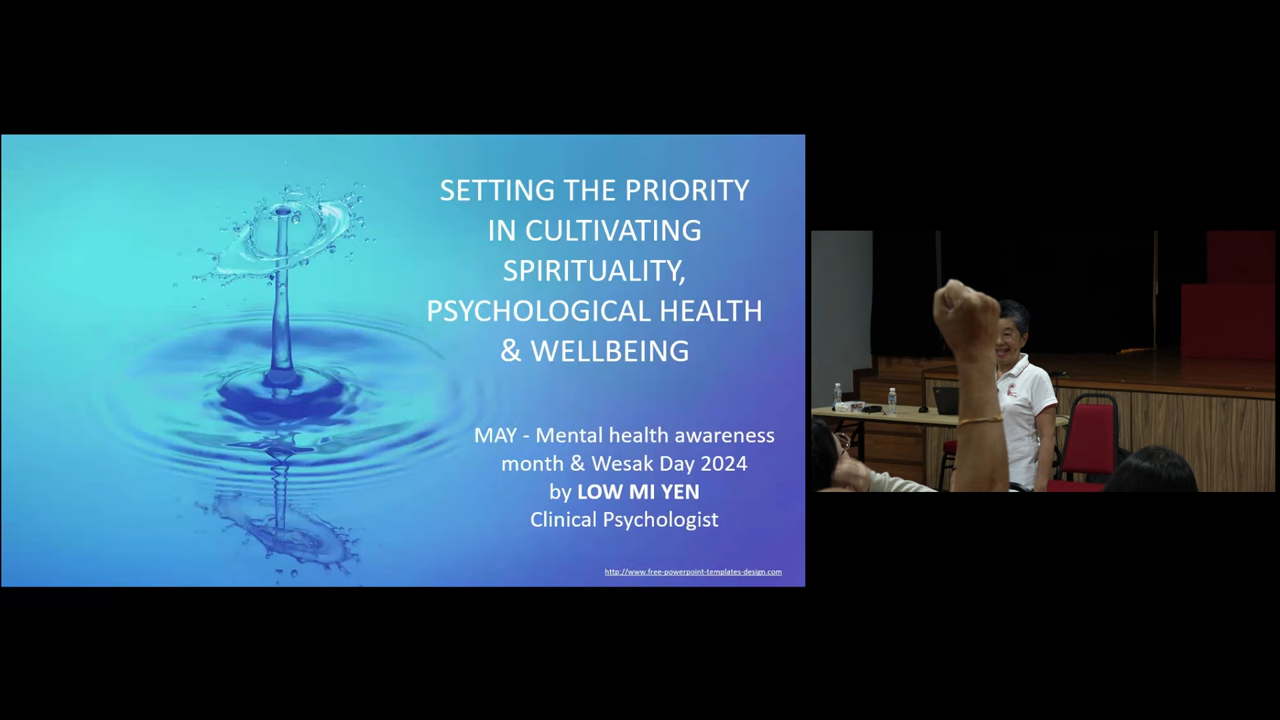 SETTING THE PRIORITY
IN CULTIVATING
SPIRITUALITY,
PSYCHOLOGICAL HEALTH
& WELLBEING
MAY - Mental health awareness
month & Wesak Day 2024
by LOW MI YEN
Clinical Psychologist
http://www.free-powerpoint-templates-design.com